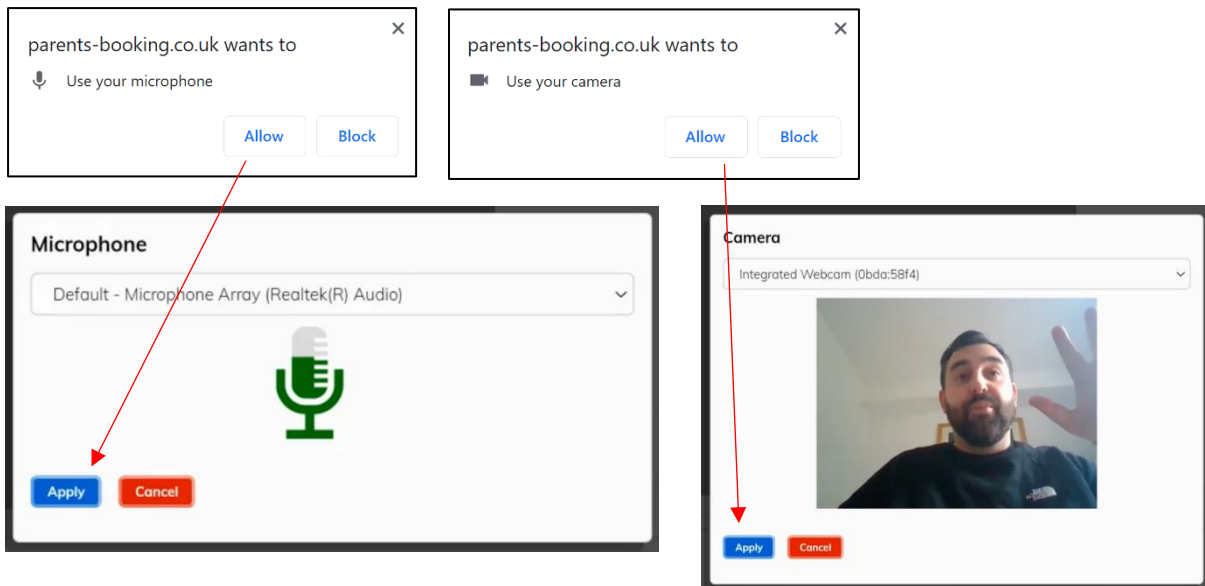 parents-booking.co.uk wants to
Use your microphone
Allow Block
parents-booking.co.uk wants to
Use your camera
Allow Block
Microphone
Default - Microphone Array (Realtek(R) Audio)
Apply Cancel
Camera
Integrated Webcam (0bda:58f4)
Apply Cancel